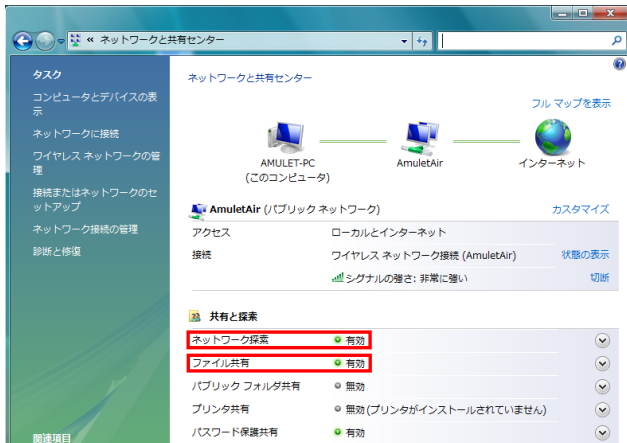 « ネットワークと共有センター
タスク
コンピュータとデバイスの表
示
ネットワークに接続
ワイヤレス ネットワークの管
理
接続またはネットワークのセ
ットアップ
ネットワーク接続の管理
診断と修復
関連項目
ネットワークと共有センター
フル マップを表示
AMULET-PC
(このコンピュータ)
AmuletAir
インターネット
AmuletAir (パブリック ネットワーク)
カスタマイズ
アクセス
ローカルとインターネット
接続
ワイヤレス ネットワーク接続 (AmuletAir)
状態の表示
シグナルの強さ: 非常に強い
切断
共有と探索
ネットワーク探索
有効
ファイル共有
有効
パブリック フォルダ共有
無効
プリンタ共有
無効(プリンタがインストールされていません)
パスワード保護共有
有効